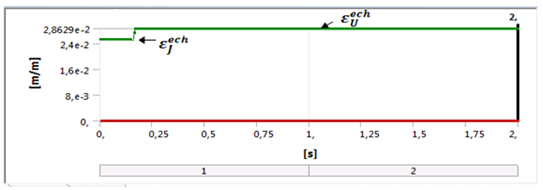 2,
ε_U^ech
2,8629e-2
2,4e-2
ε_J^ech
1,6e-2
8,e-3
0,
[m/m]
0, 0,25 0,5 0,75 1, 1,25 1,5 1,75 2,
[s]
1 2